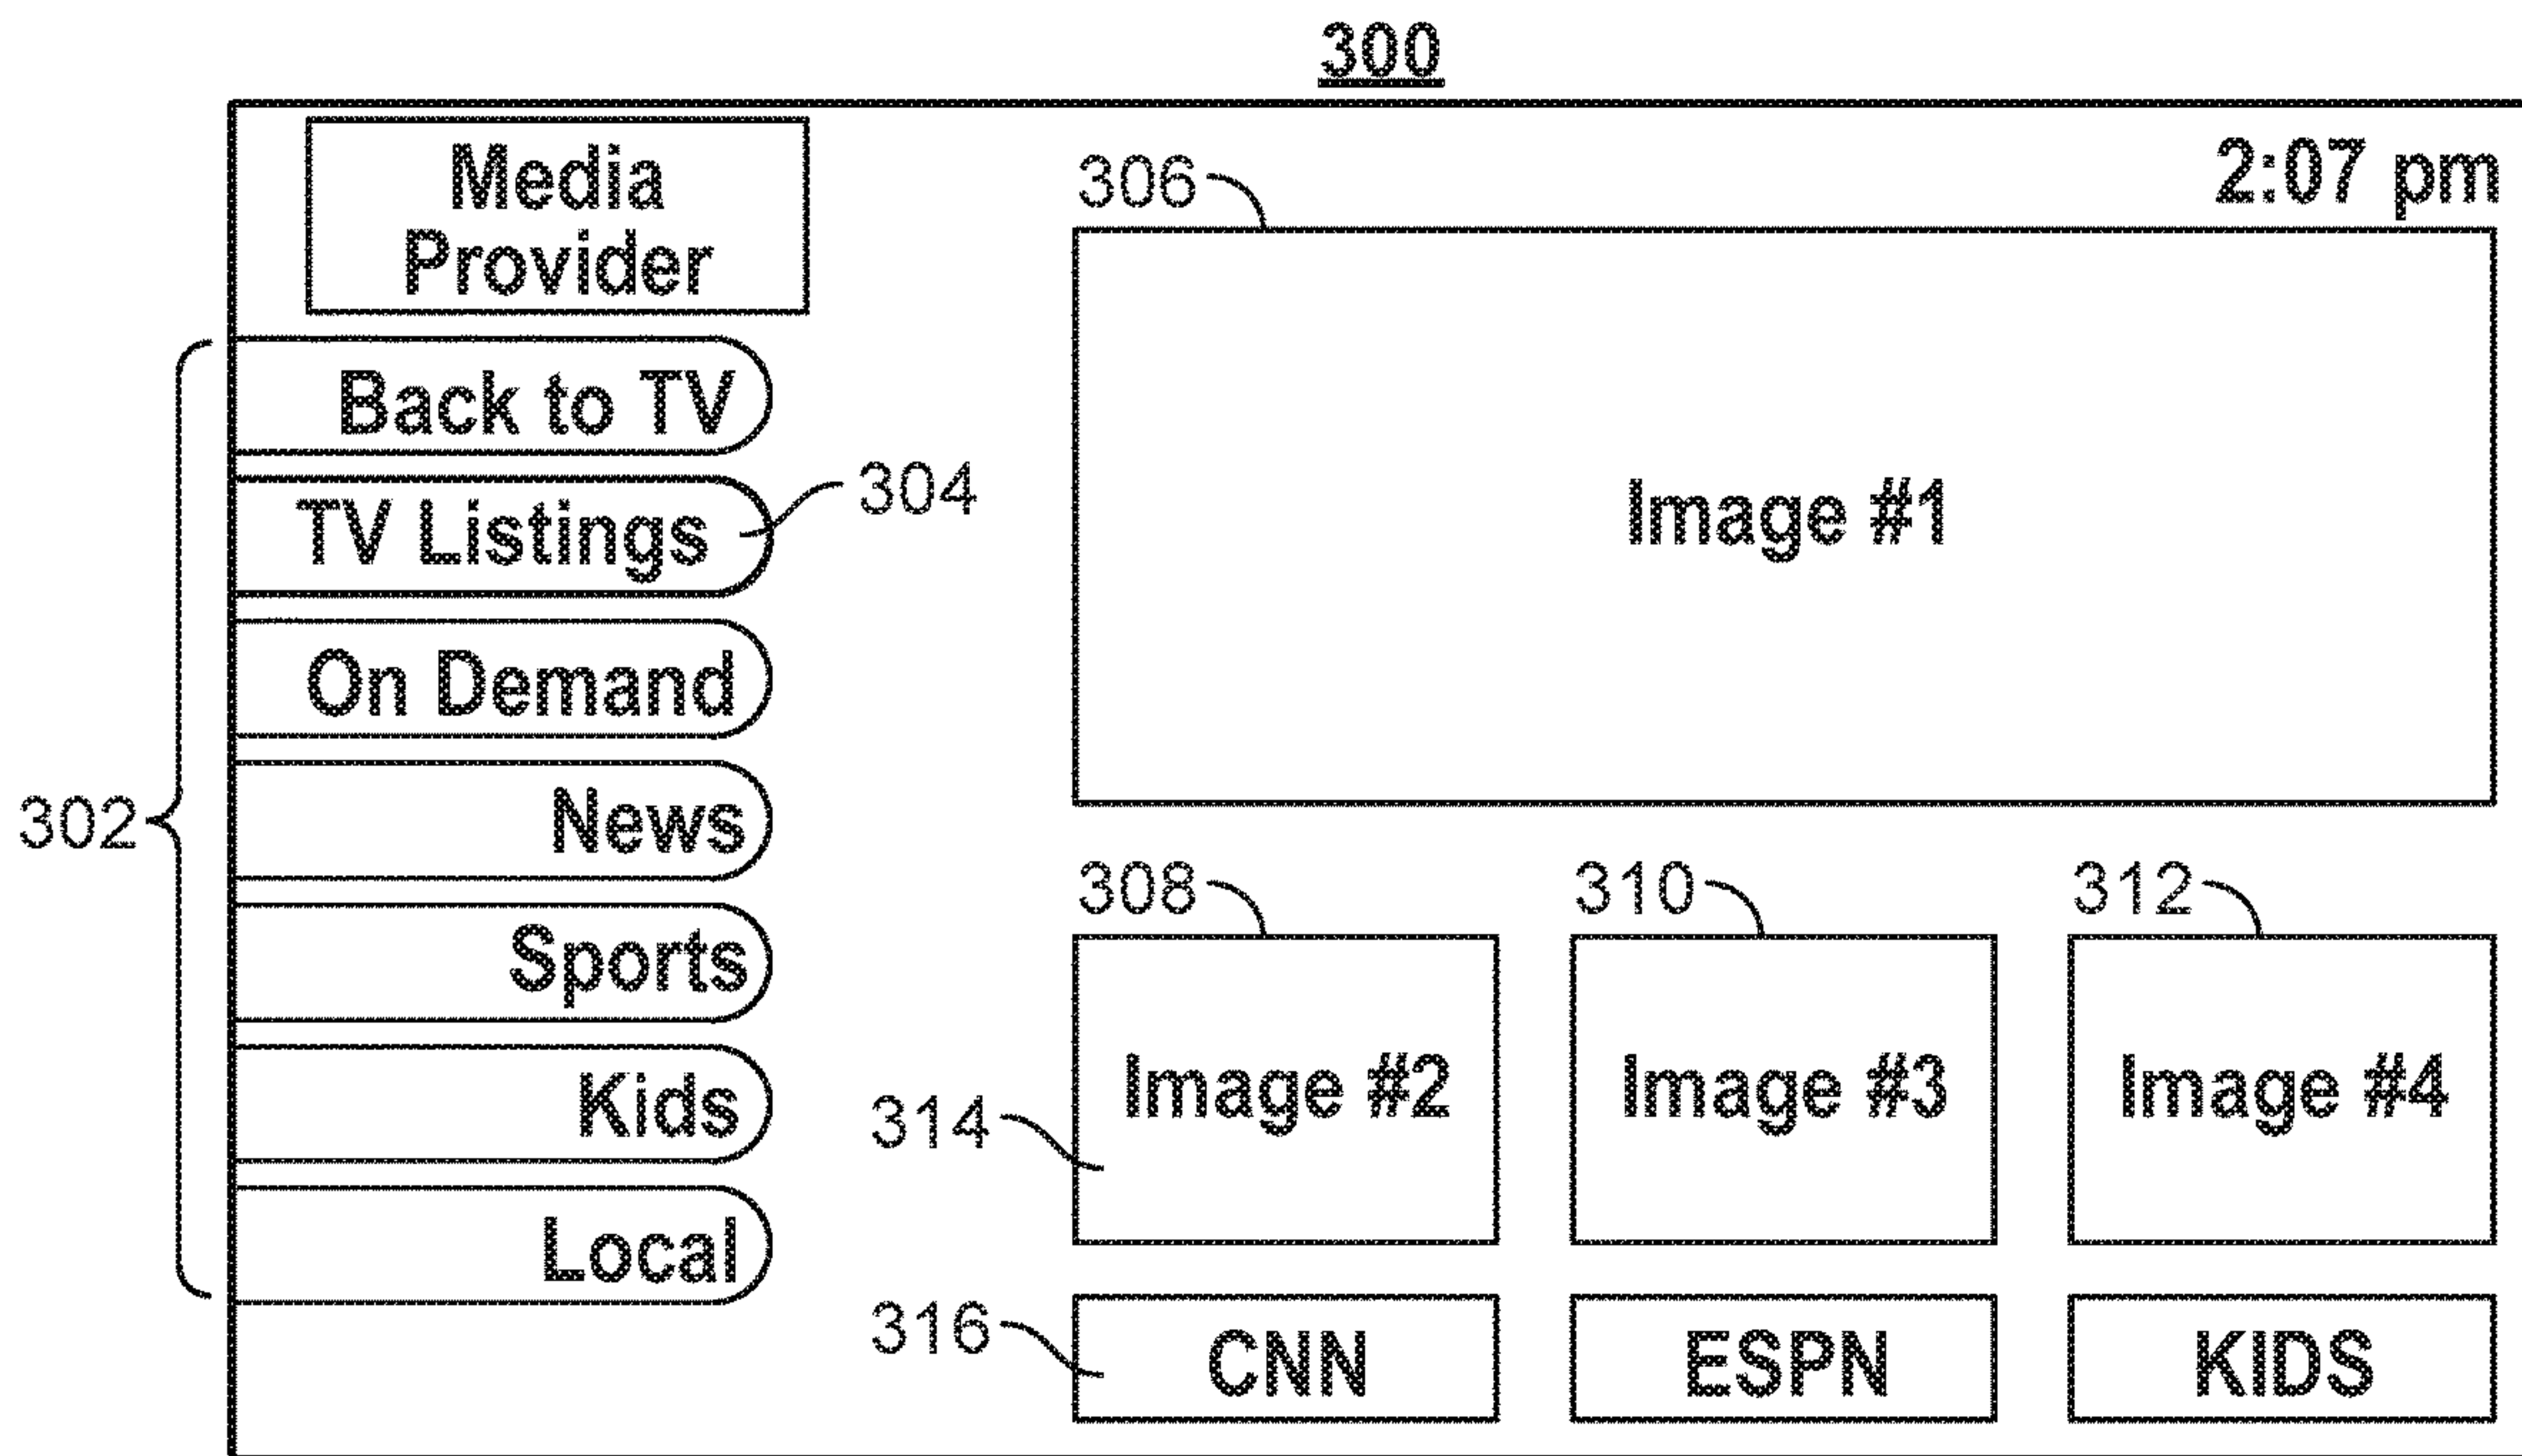 300
Media
Provider
2:07 pm
306
Back to TV
TV Listings
304
Image #1
On Demand
News
302
Sports
Kids
Local
308
310
312
Image #2
Image #3
Image #4
314
316
CNN
ESPN
KIDS